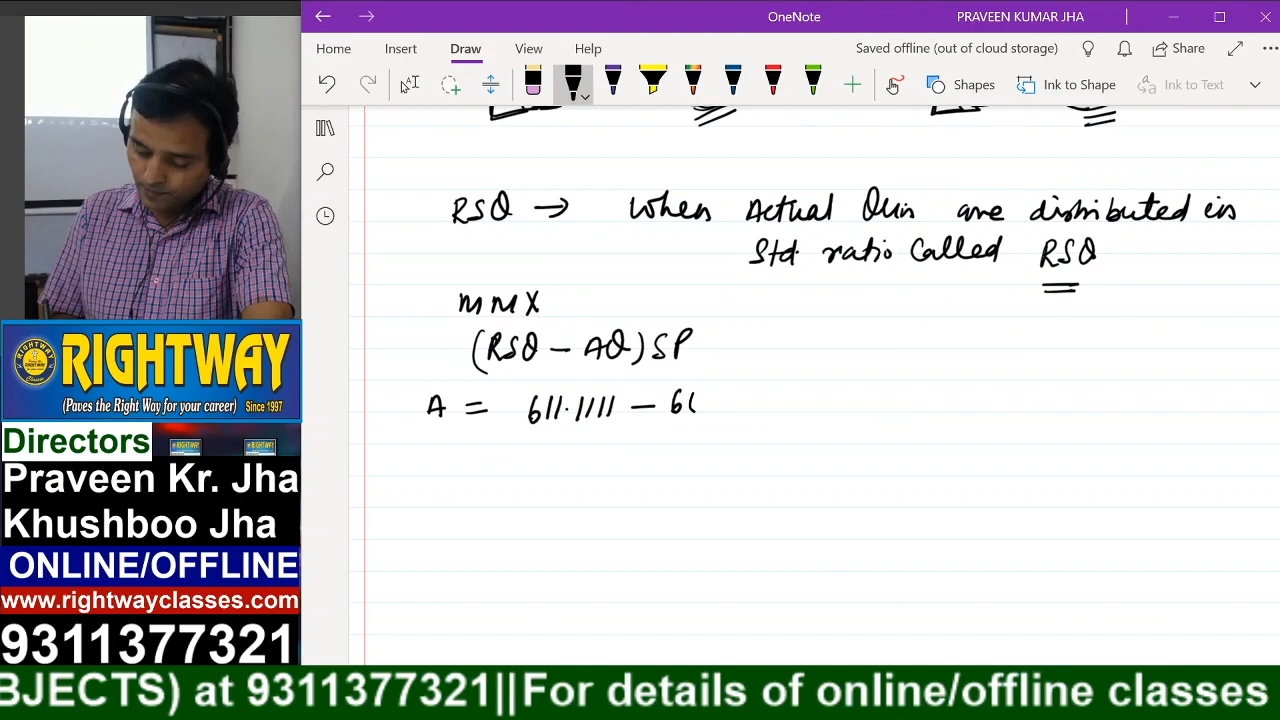 OneNote
PRAVEEN KUMAR JHA
Home Insert Draw View Help
Saved offline (out of cloud storage)
Share
Shapes
Ink to Shape
Ink to Text
RSQ → When Actual Qtn are distributed in
Std. ratio called RSQ
MMX
(RSQ - AQ) SP
A = 611.1111 - 6
RIGHTWAY
(Paves the Right Way for your career) Since 1997
Directors
Praveen Kr. Jha
Khushboo Jha
ONLINE/OFFLINE
www.rightwayclasses.com
9311377321
BJECTS) at 9311377321||For details of online/offline classes